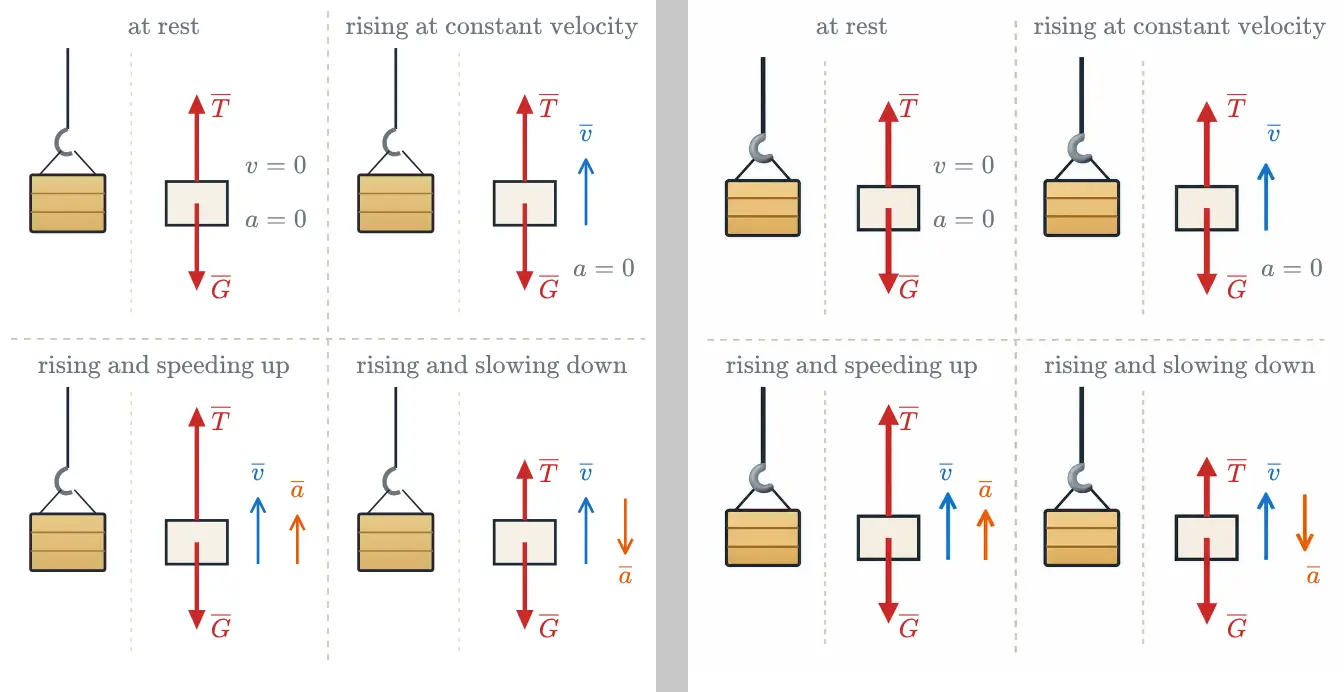 at rest
T̅
v = 0
a = 0
G̅
rising at constant velocity
T̅
v̅
G̅
a = 0
rising and speeding up
T̅
v̅
a̅
G̅
rising and slowing down
T̅
v̅
a̅
G̅
at rest
T̅
v = 0
a = 0
G̅
rising at constant velocity
T̅
v̅
a = 0
G̅
rising and speeding up
T̅
v̅
a̅
G̅
rising and slowing down
T̅
v̅
a̅
G̅